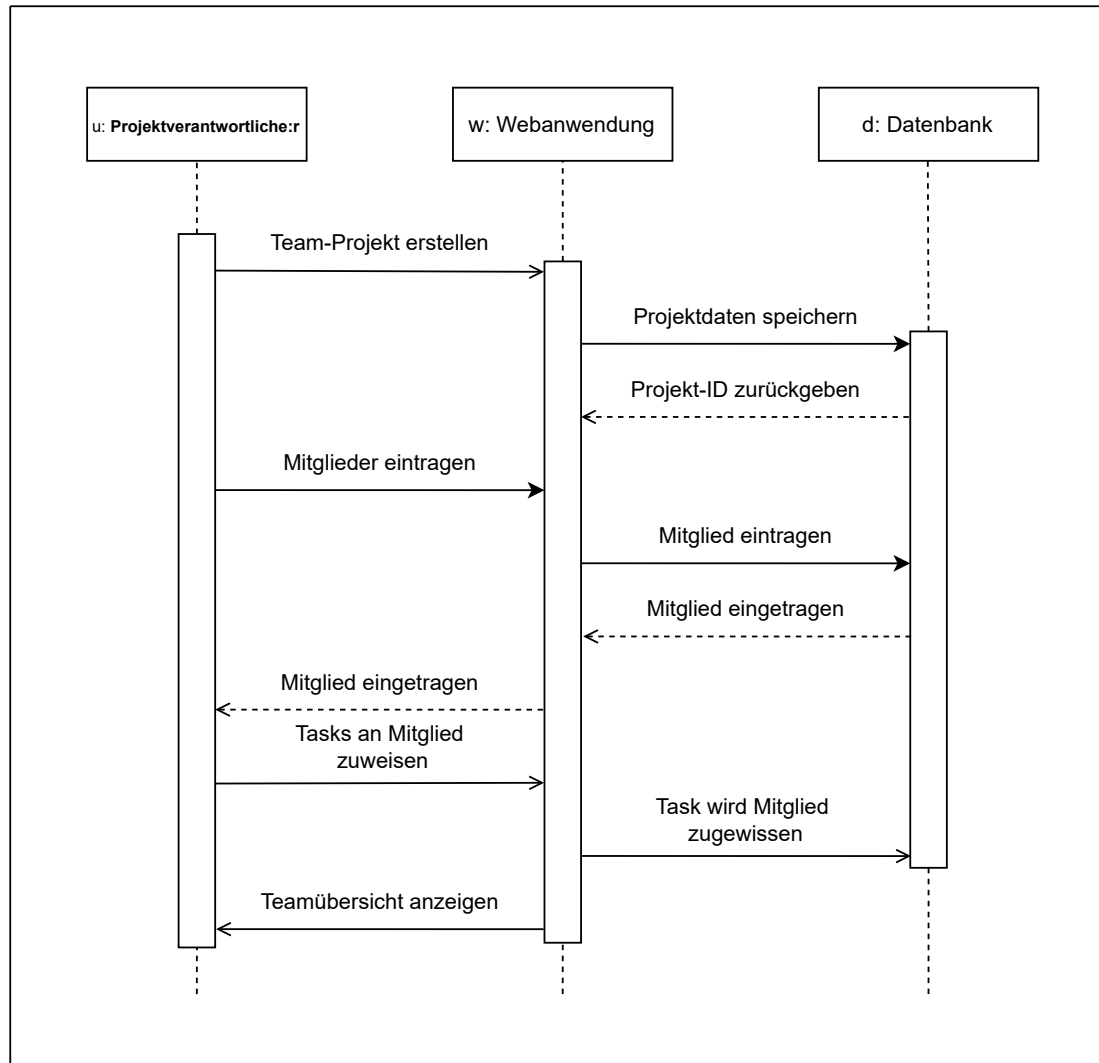 u: Projektverantwortliche:r
w: Webanwendung
d: Datenbank
Team-Projekt erstellen
Projektdaten speichern
Projekt-ID zurückgeben
Mitglieder eintragen
Mitglied eintragen
Mitglied eingetragen
Mitglied eingetragen
Tasks an Mitglied
zuweisen
Task wird Mitglied
zugewissen
Teamübersicht anzeigen